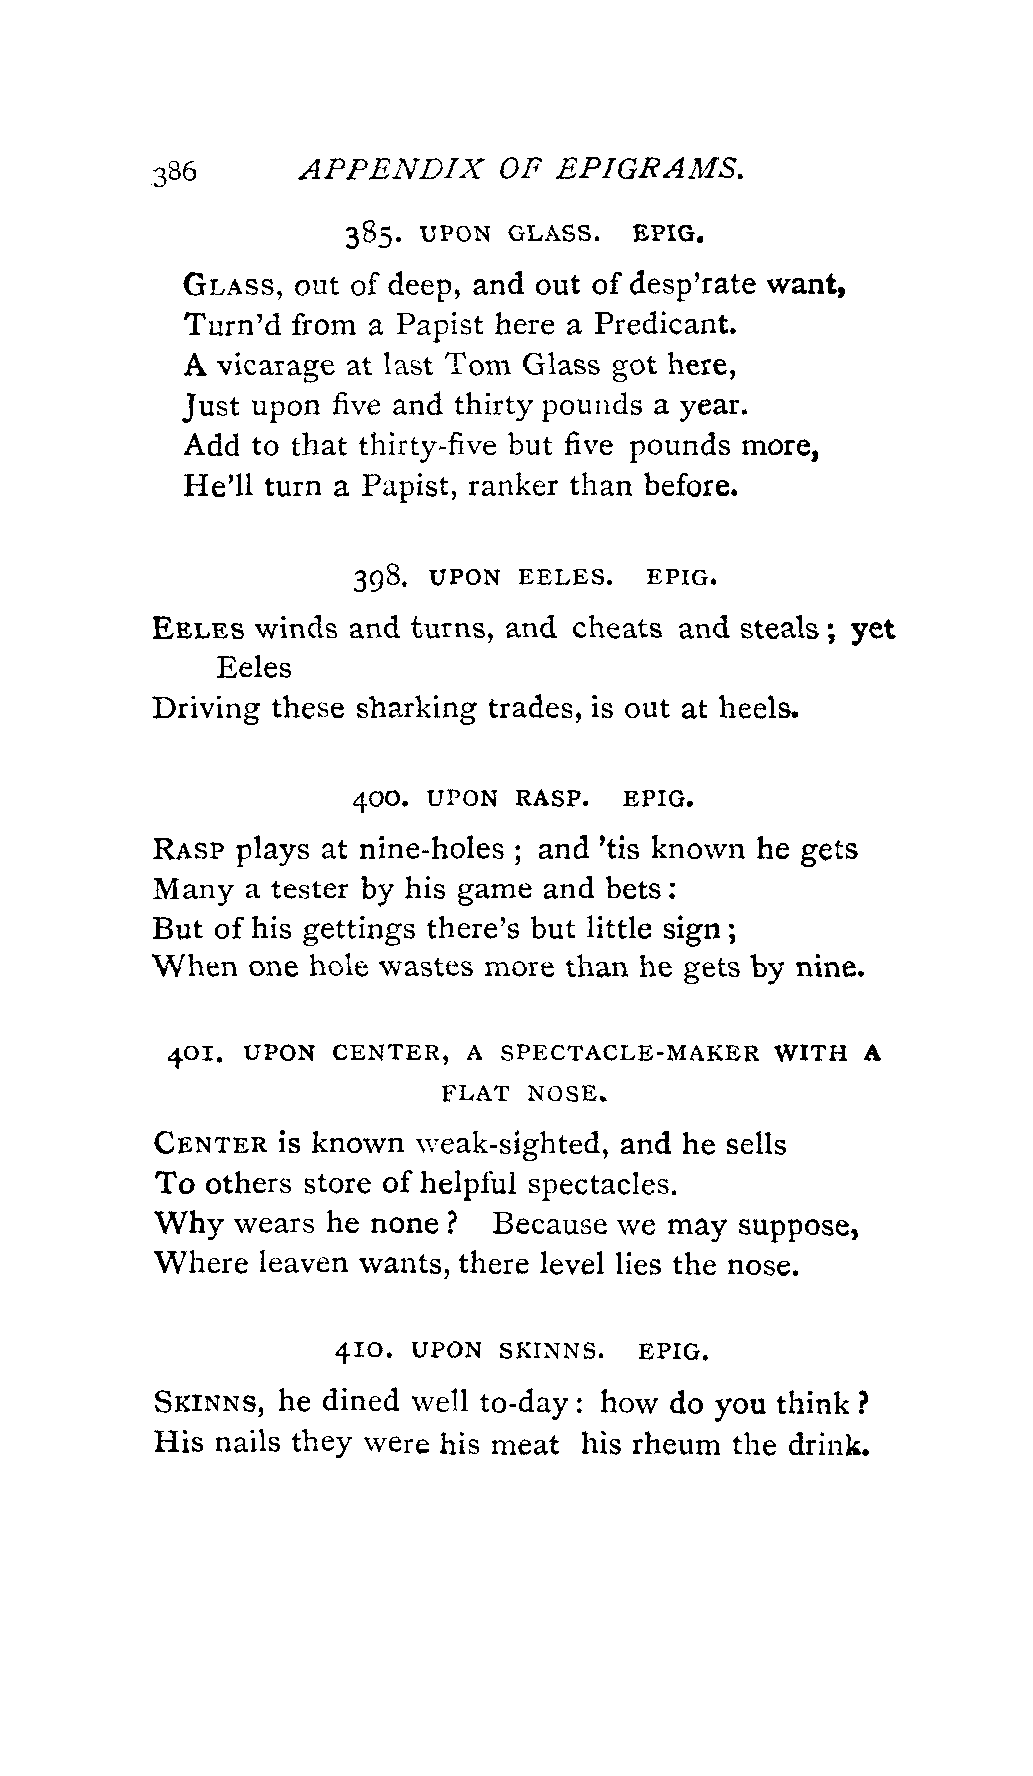 386 APPENDIX OF EPIGRAMS.
385. UPON GLASS. EPIG.
GLASS, out of deep, and out of desp'rate want,
Turn'd from a Papist here a Predicant.
A vicarage at last Tom Glass got here,
Just upon five and thirty pounds a year.
Add to that thirty-five but five pounds more,
He'll turn a Papist, ranker than before.
398. UPON EELES. EPIG.
EELES winds and turns, and cheats and steals; yet
Eeles
Driving these sharking trades, is out at heels.
400. UPON RASP. EPIG.
RASP plays at nine-holes; and 'tis known he gets
Many a tester by his game and bets:
But of his gettings there's but little sign;
When one hole wastes more than he gets by nine.
401. UPON CENTER, A SPECTACLE-MAKER WITH A
FLAT NOSE.
CENTER is known weak-sighted, and he sells
To others store of helpful spectacles.
Why wears he none? Because we may suppose,
Where leaven wants, there level lies the nose.
410. UPON SKINNS. EPIG.
SKINNS, he dined well to-day: how do you think?
His nails they were his meat his rheum the drink.